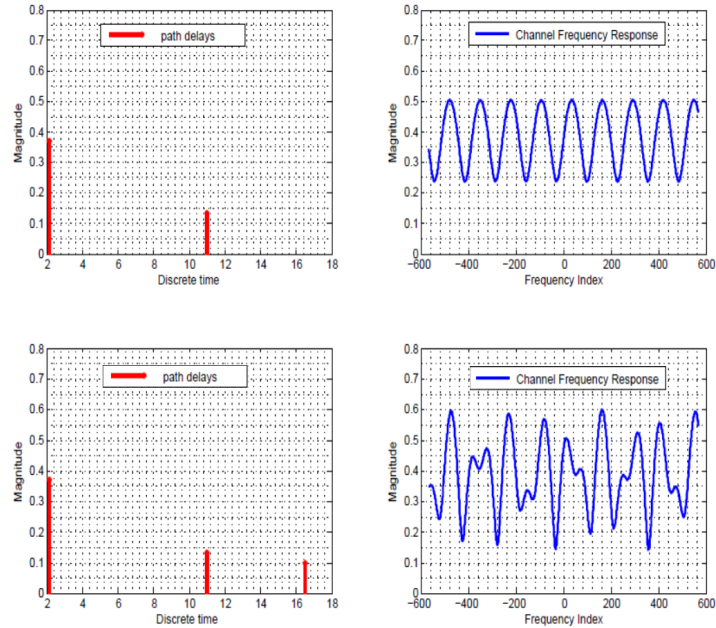 0.8
0.7
0.6
0.5
0.4
0.3
0.2
0.1
0
Magnitude
path delays
2 4 6 8 10 12 14 16 18
Discrete time
0.8
0.7
0.6
0.5
0.4
0.3
0.2
0.1
0
Magnitude
Channel Frequency Response
−600 −400 −200 0 200 400 600
Frequency Index
0.8
0.7
0.6
0.5
0.4
0.3
0.2
0.1
0
Magnitude
path delays
2 4 6 8 10 12 14 16 18
Discrete time
0.8
0.7
0.6
0.5
0.4
0.3
0.2
0.1
0
Magnitude
Channel Frequency Response
−600 −400 −200 0 200 400 600
Frequency Index